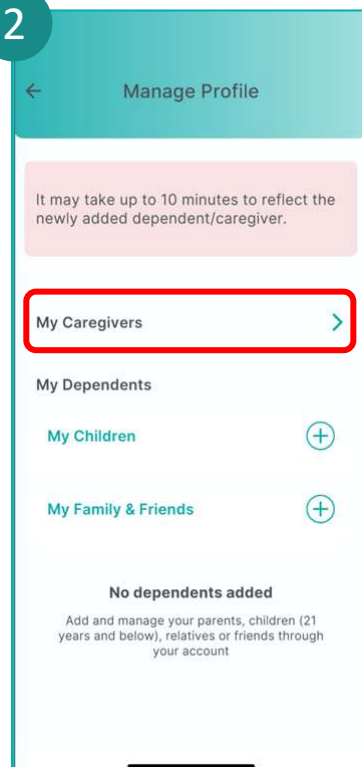 2
Manage Profile
It may take up to 10 minutes to reflect the
newly added dependent/caregiver.
My Caregivers
My Dependents
My Children
My Family & Friends
No dependents added
Add and manage your parents, children (21
years and below), relatives or friends through
your account